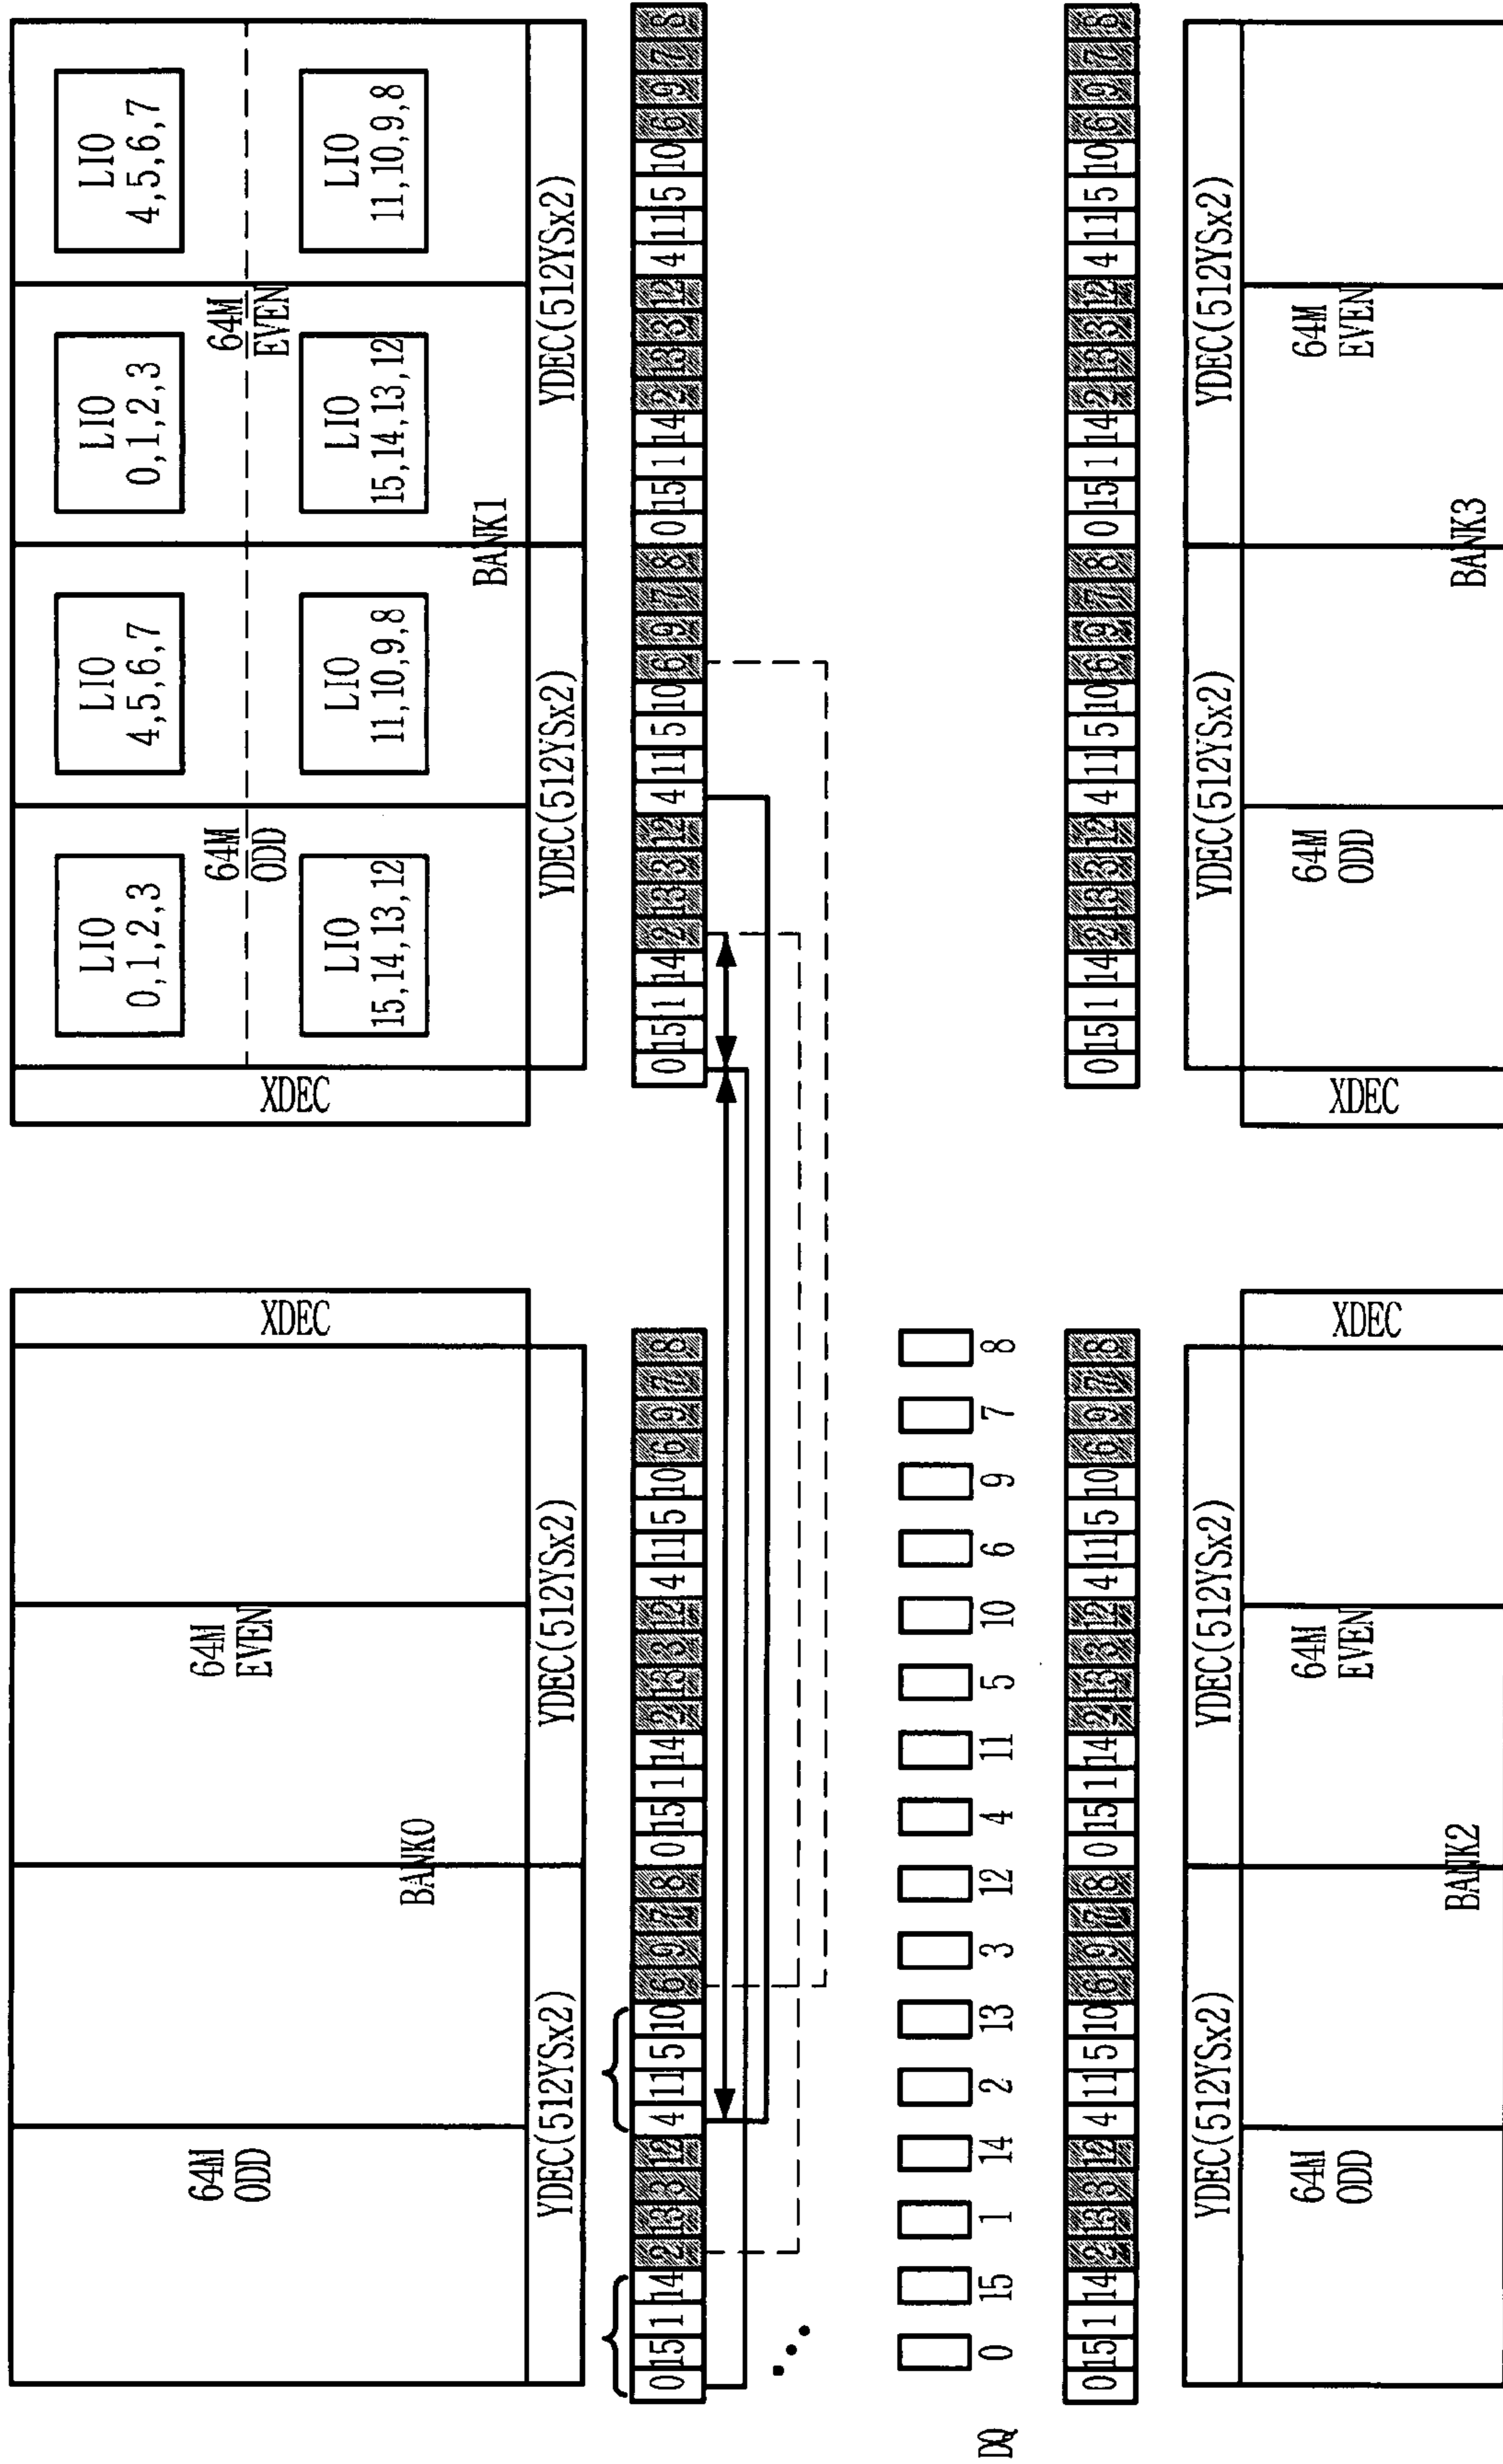 LIO
0,1,2,3
LIO
4,5,6,7
LIO
0,1,2,3
LIO
4,5,6,7
64M
ODD
64M
EVEN
XDEC
XDEC
64M
ODD
64M
EVEN
LIO
15,14,13,12
LIO
11,10,9,8
LIO
15,14,13,12
LIO
11,10,9,8
BANK0
BANK1
YDEC(512YSx2)
YDEC(512YSx2)
YDEC(512YSx2)
YDEC(512YSx2)
0 15 1 14 2 13 3 12 4 11 5 10 6 9 7 8 0 15 1 14 2 13 3 12 4 11 5 10 6 9 7 8
0 15 1 14 2 13 3 12 4 11 5 10 6 9 7 8 0 15 1 14 2 13 3 12 4 11 5 10 6 9 7 8
DQ 0 15 1 14 2 13 3 12 4 11 5 10 6 9 7 8
0 15 1 14 2 13 3 12 4 11 5 10 6 9 7 8 0 15 1 14 2 13 3 12 4 11 5 10 6 9 7 8
0 15 1 14 2 13 3 12 4 11 5 10 6 9 7 8 0 15 1 14 2 13 3 12 4 11 5 10 6 9 7 8
YDEC(512YSx2)
YDEC(512YSx2)
YDEC(512YSx2)
YDEC(512YSx2)
64M
ODD
64M
EVEN
XDEC
XDEC
64M
ODD
64M
EVEN
BANK2
BANK3